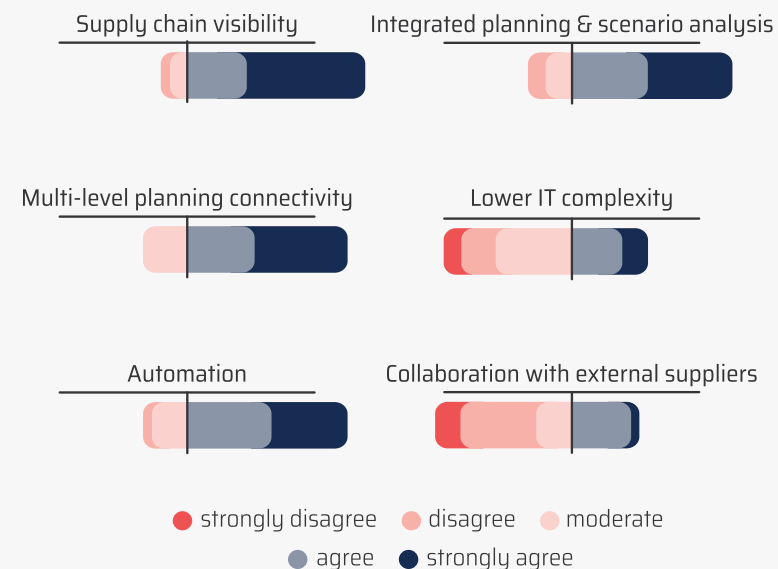 Supply chain visibility
Integrated planning & scenario analysis
Multi-level planning connectivity
Lower IT complexity
Automation
Collaboration with external suppliers
strongly disagree
disagree
moderate
agree
strongly agree